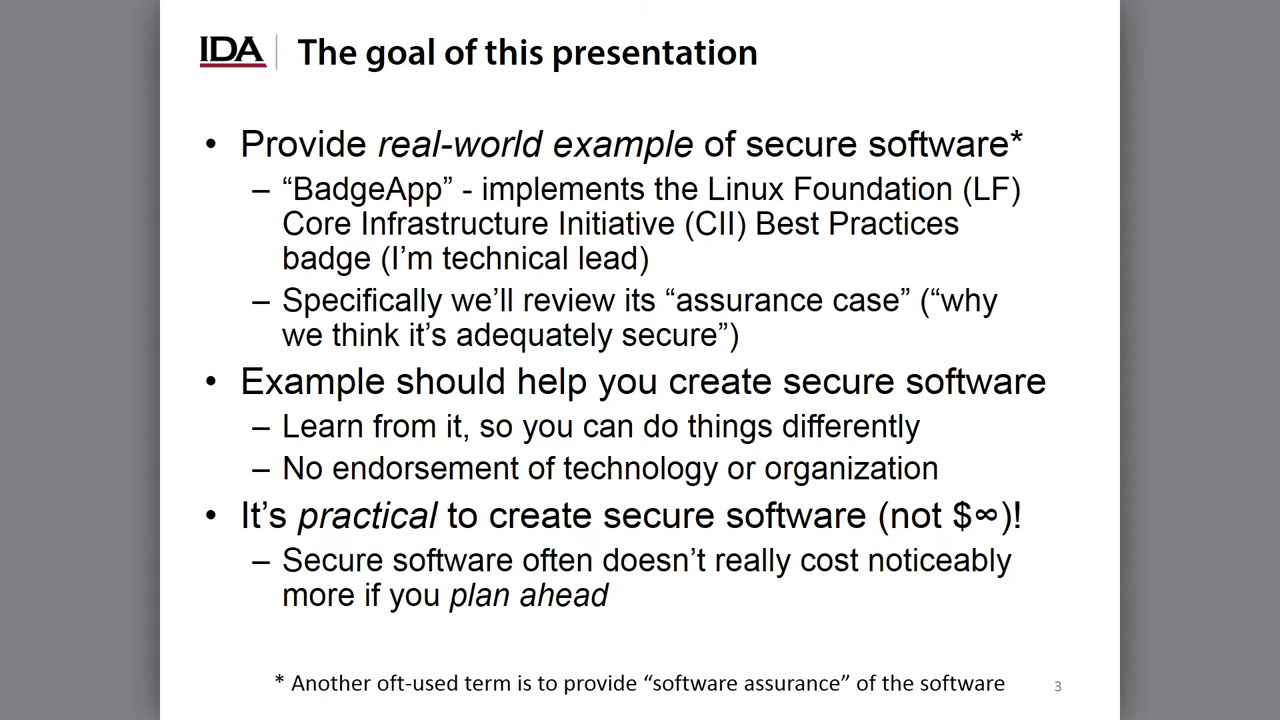 IDA
The goal of this presentation
• Provide real-world example of secure software*
– “BadgeApp” - implements the Linux Foundation (LF)
Core Infrastructure Initiative (CII) Best Practices
badge (I’m technical lead)
– Specifically we’ll review its “assurance case” (“why
we think it’s adequately secure”)
• Example should help you create secure software
– Learn from it, so you can do things differently
– No endorsement of technology or organization
• It’s practical to create secure software (not $∞)!
– Secure software often doesn’t really cost noticeably
more if you plan ahead
* Another oft-used term is to provide “software assurance” of the software
3